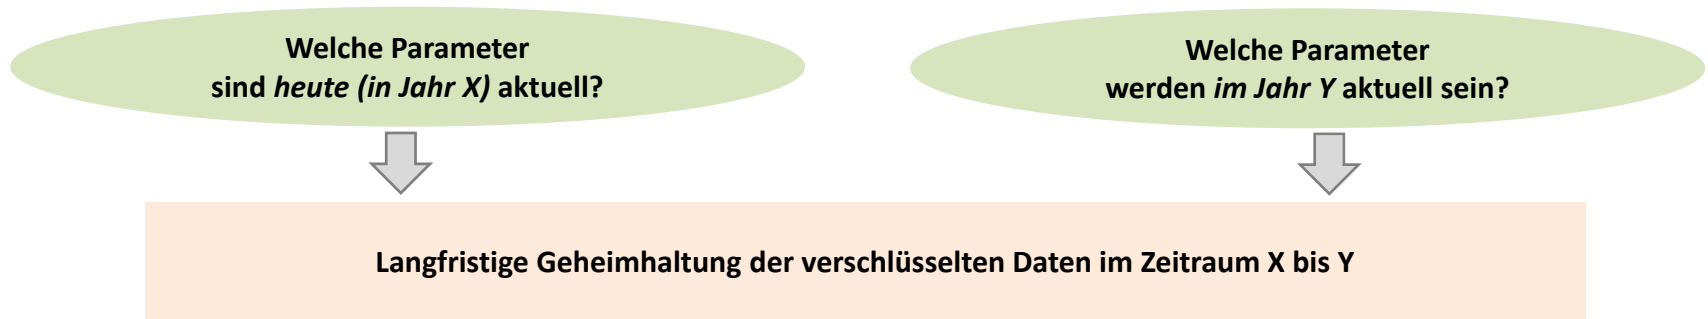 Welche Parameter
sind heute (in Jahr X) aktuell?
Welche Parameter
werden im Jahr Y aktuell sein?
Langfristige Geheimhaltung der verschlüsselten Daten im Zeitraum X bis Y